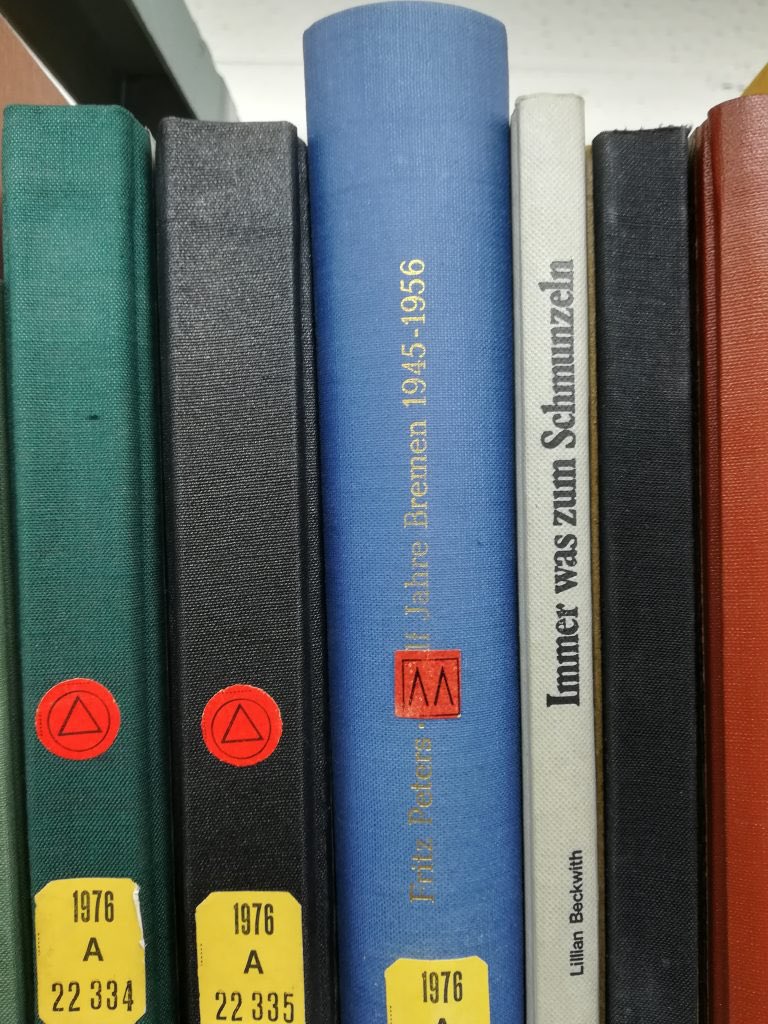 1976
A
22 334
1976
A
22 335
Fritz Peters · lf Jahre Bremen 1945-1956
1976
A
Lillian Beckwith
Immer was zum Schmunzeln